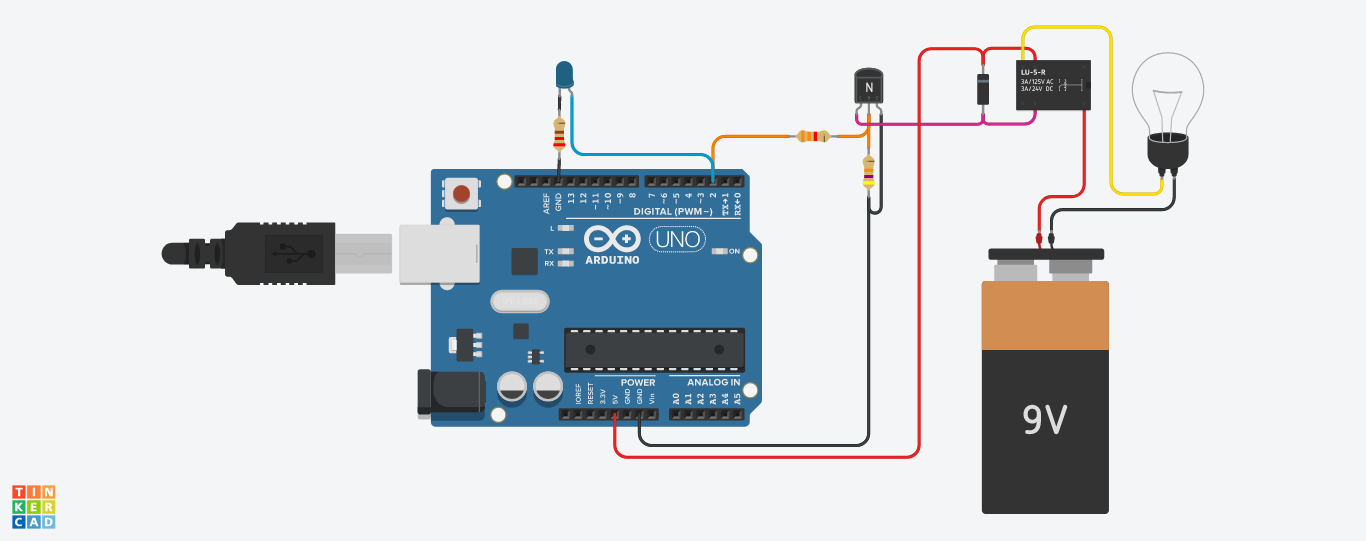 N
LU-5-R
3A/125V AC
3A/24V DC
AREF
GND
13
12
~11
~10
~9
8
7
~6
~5
4
~3
2
TX→1
RX←0
DIGITAL (PWM~)
L
TX
RX
UNO
ARDUINO
ON
POWER
ANALOG IN
IOREF
RESET
3.3V
5V
GND
GND
Vin
A0
A1
A2
A3
A4
A5
9V
TIN
KER
CAD